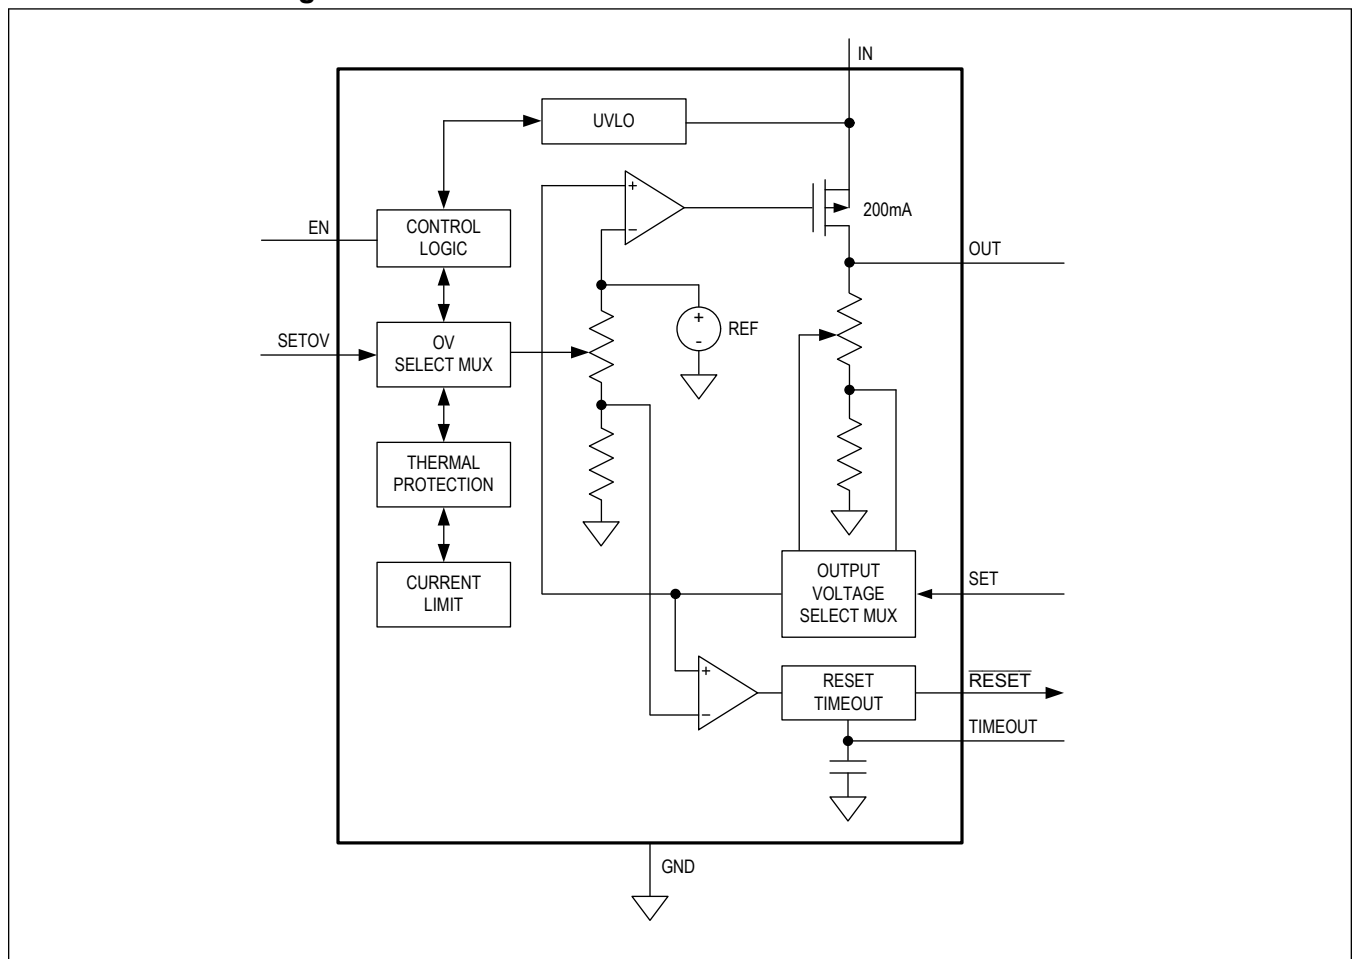 g
IN
UVLO
+
−
200mA
EN
CONTROL
LOGIC
OUT
SETOV
OV
SELECT MUX
+
-
REF
THERMAL
PROTECTION
CURRENT
LIMIT
OUTPUT
VOLTAGE
SELECT MUX
SET
+
−
RESET
TIMEOUT
RESET
TIMEOUT
GND